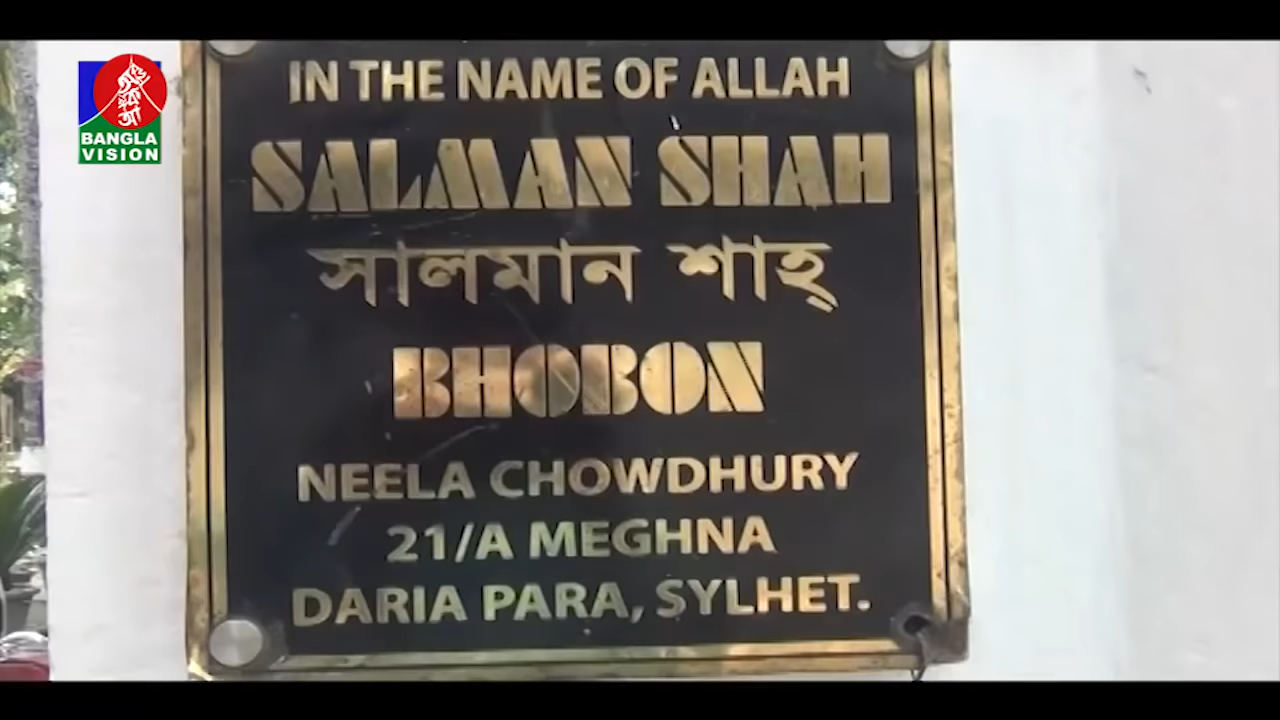 BANGLA
VISION
IN THE NAME OF ALLAH
SALMAN SHAH
সালমান শাহ্
BHOBON
NEELA CHOWDHURY
21/A MEGHNA
DARIA PARA, SYLHET.